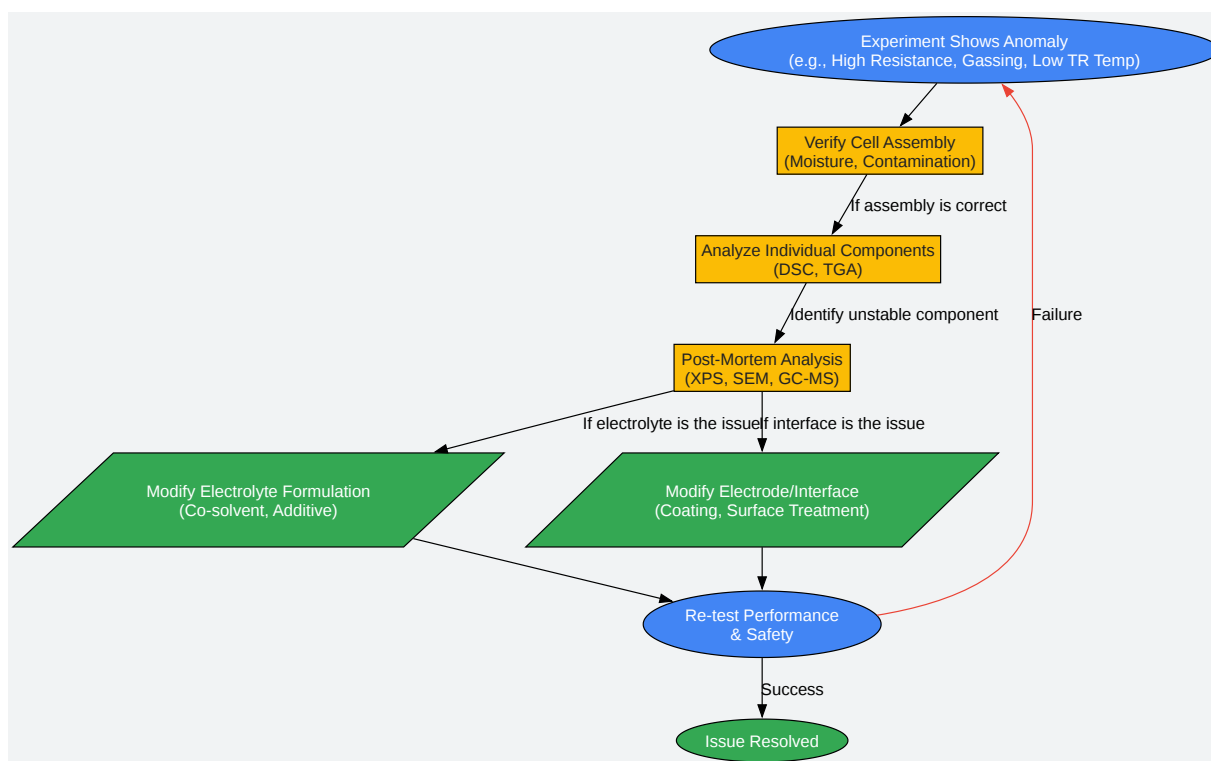 Experiment Shows Anomaly
(e.g., High Resistance, Gassing, Low TR Temp)
Verify Cell Assembly
(Moisture, Contamination)
If assembly is correct
Analyze Individual Components
(DSC, TGA)
Identify unstable component
Failure
Post-Mortem Analysis
(XPS, SEM, GC-MS)
If electrolyte is the issue
If interface is the issue
Modify Electrolyte Formulation
(Co-solvent, Additive)
Modify Electrode/Interface
(Coating, Surface Treatment)
Re-test Performance
& Safety
Success
Issue Resolved